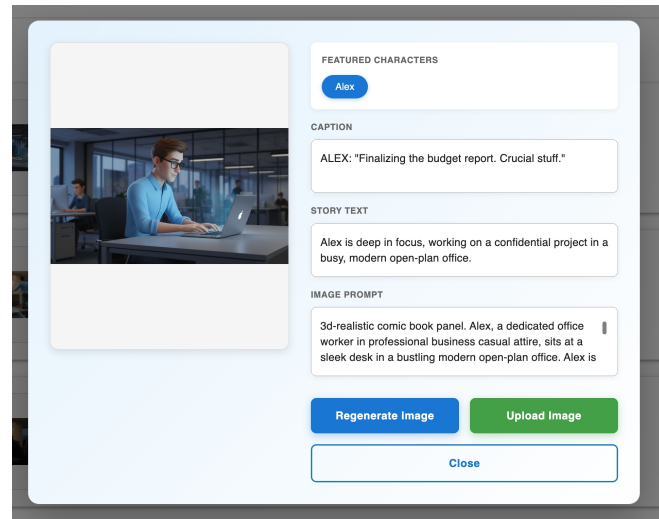 FEATURED CHARACTERS
Alex
CAPTION
ALEX: "Finalizing the budget report. Crucial stuff."
STORY TEXT
Alex is deep in focus, working on a confidential project in a
busy, modern open-plan office.
IMAGE PROMPT
3d-realistic comic book panel. Alex, a dedicated office
worker in professional business casual attire, sits at a
sleek desk in a bustling modern open-plan office. Alex is
Regenerate Image
Upload Image
Close